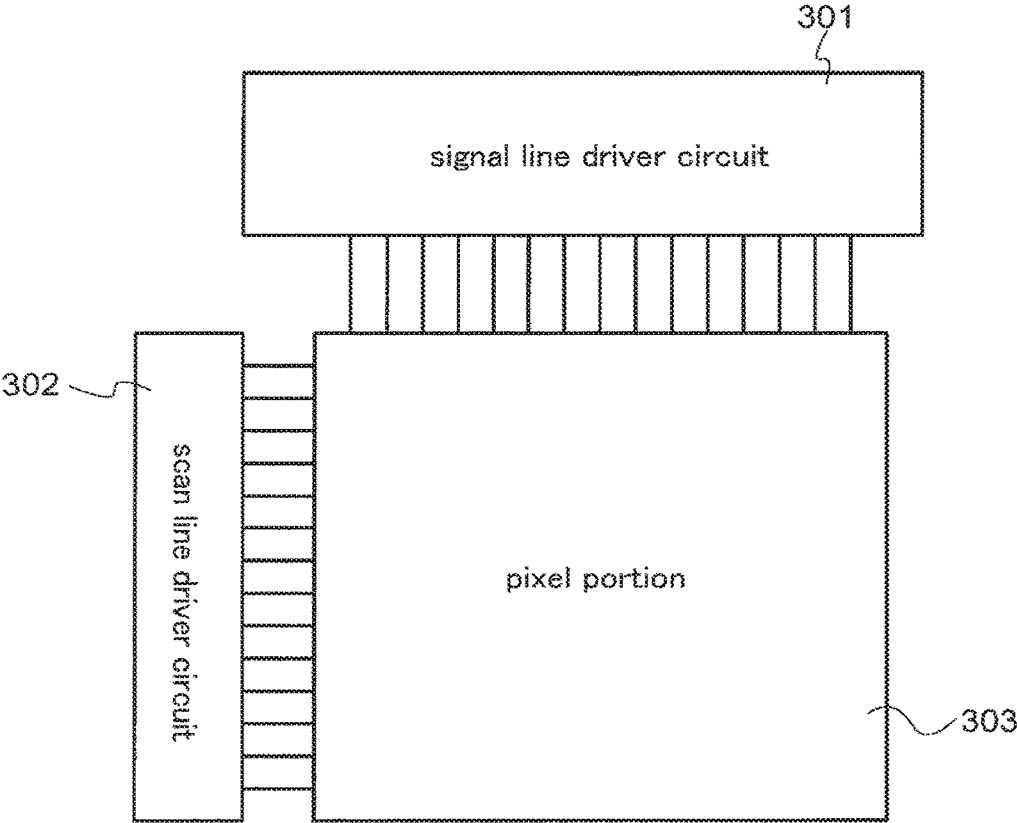 301
signal line driver circuit
302
scan line driver circuit
pixel portion
303